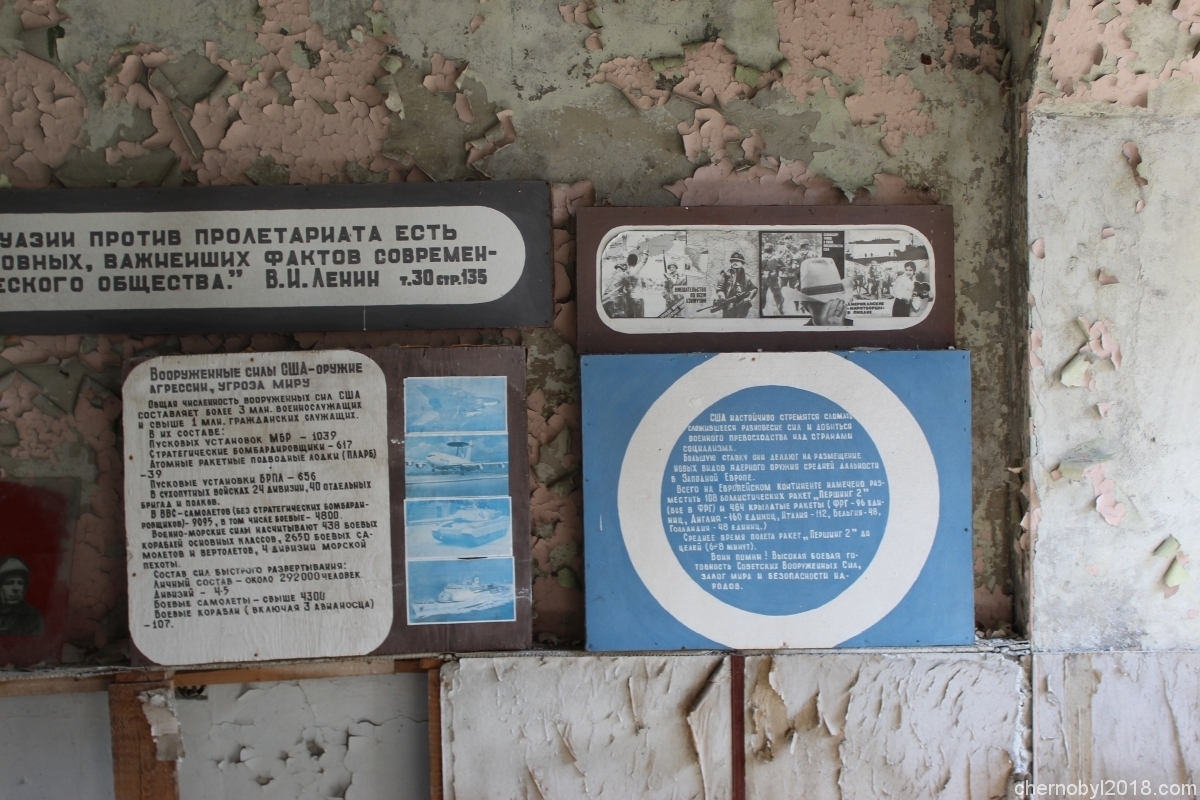 УАЗИИ ПРОТИВ ПРОЛЕТАРИАТА ЕСТЬ
ОВНЫХ, ВАЖНЕЙШИХ ФАКТОВ СОВРЕМЕН-
ЕСКОГО ОБЩЕСТВА." В.И. ЛЕНИН т.30 стр.135
ВМЕШАТЕЛЬСТВО
АМЕРИКАНСКИЕ
"МИРОТВОРЦЫ"
В ЛИВАНЕ
ВООРУЖЕННЫЕ СИЛЫ США-ОРУЖИЕ
АГРЕССИИ, УГРОЗА МИРУ
ОБЩАЯ ЧИСЛЕННОСТЬ ВООРУЖЕННЫХ СИЛ США
СОСТАВЛЯЕТ БОЛЕЕ 3 МЛН. ВОЕННОСЛУЖАЩИХ
И СВЫШЕ 1 МЛН. ГРАЖДАНСКИХ СЛУЖАЩИХ.
В ИХ СОСТАВЕ:
ПУСКОВЫХ УСТАНОВОК МБР - 1039
СТРАТЕГИЧЕСКИЕ БОМБАРДИРОВЩИКИ - 617
АТОМНЫЕ РАКЕТНЫЕ ПОДВОДНЫЕ ЛОДКИ (ПЛАРБ)
-39
ПУСКОВЫЕ УСТАНОВКИ БРПЛ - 656
В СУХОПУТНЫХ ВОЙСКАХ 24 ДИВИЗИИ, 40 ОТДЕЛЬНЫХ
БРИГАД И ПОЛКОВ.
В ВВС-САМОЛЕТОВ (БЕЗ СТРАТЕГИЧЕСКИХ БОМБАРДИ-
РОВЩИКОВ)- 9095, В ТОМ ЧИСЛЕ БОЕВЫЕ- 4800
ВОЕННО-МОРСКИЕ СИЛЫ НАСЧИТЫВАЮТ 438 БОЕВЫХ
КОРАБЛЕЙ ОСНОВНЫХ КЛАССОВ, 2650 БОЕВЫХ СА-
МОЛЕТОВ И ВЕРТОЛЕТОВ, 4 ДИВИЗИИ МОРСКОЙ
ПЕХОТЫ.
СОСТАВ СИЛ БЫСТРОГО РАЗВЕРТЫВАНИЯ:
ЛИЧНЫЙ СОСТАВ - ОКОЛО 292000 ЧЕЛОВЕК.
ДИВИЗИЙ - 4-5
БОЕВЫЕ САМОЛЕТЫ - СВЫШЕ 4300
БОЕВЫЕ КОРАБЛИ (ВКЛЮЧАЯ 3 АВИАНОСЦА)
-107.
США НАСТОЙЧИВО СТРЕМЯТСЯ СЛОМАТЬ
СЛОЖИВШЕЕСЯ РАВНОВЕСИЕ СИЛ И ДОБИТЬСЯ
ВОЕННОГО ПРЕВОСХОДСТВА НАД СТРАНАМИ
СОЦИАЛИЗМА.
БОЛЬШУЮ СТАВКУ ОНИ ДЕЛАЮТ НА РАЗМЕЩЕНИЕ
НОВЫХ ВИДОВ ЯДЕРНОГО ОРУЖИЯ СРЕДНЕЙ ДАЛЬНОСТИ
В ЗАПАДНОЙ ЕВРОПЕ.
ВСЕГО НА ЕВРОПЕЙСКОМ КОНТИНЕНТЕ НАМЕЧЕНО РАЗ-
МЕСТИТЬ 108 БАЛЛИСТИЧЕСКИХ РАКЕТ „ПЕРШИНГ 2"
(ВСЕ В ФРГ) И 464 КРЫЛАТЫЕ РАКЕТЫ (ФРГ - 96 ЕДИ-
НИЦ, АНГЛИЯ - 160 ЕДИНИЦ, ИТАЛИЯ - 112, БЕЛЬГИЯ - 48,
ГОЛЛАНДИЯ - 48 ЕДИНИЦ.)
СРЕДНЕЕ ВРЕМЯ ПОЛЕТА РАКЕТ „ПЕРШИНГ 2" ДО
ЦЕЛЕЙ (6-8 МИНУТ).
ВОИН ПОМНИ! ВЫСОКАЯ БОЕВАЯ ГО-
ТОВНОСТЬ СОВЕТСКИХ ВООРУЖЕННЫХ СИЛ,
ЗАЛОГ МИРА И БЕЗОПАСНОСТИ НА-
РОДОВ.
chernobyl2018.com